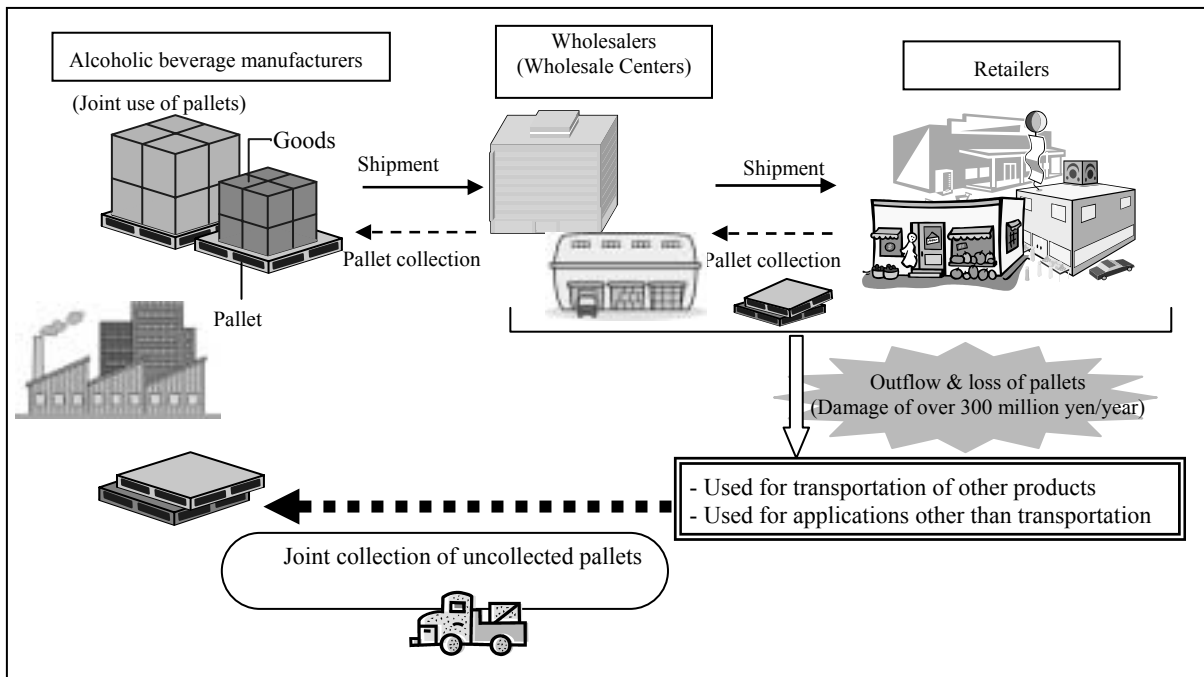 Alcoholic beverage manufacturers
Wholesalers
(Wholesale Centers)
Retailers
(Joint use of pallets)
Goods
Shipment
Shipment
Pallet collection
Pallet collection
Pallet
Outflow & loss of pallets
(Damage of over 300 million yen/year)
- Used for transportation of other products
- Used for applications other than transportation
Joint collection of uncollected pallets